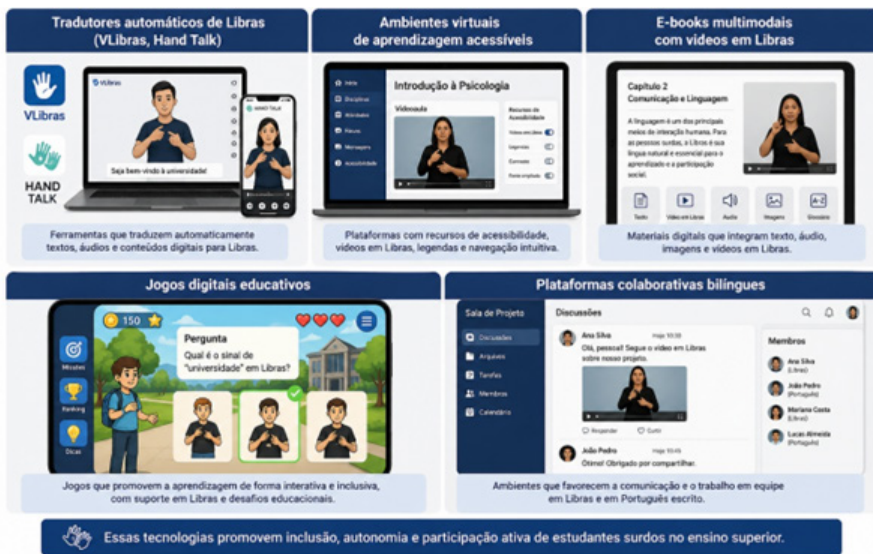 Tradutores automáticos de Libras
(VLibras, Hand Talk)
VLibras
HAND
TALK
VLibras
HAND TALK
Seja bem-vindo à universidade!
Ferramentas que traduzem automaticamente
textos, áudios e conteúdos digitais para Libras.
Ambientes virtuais
de aprendizagem acessíveis
Início
Disciplinas
Atividades
Mensagens
Acessibilidade
Introdução à Psicologia
Videoaula
Recursos de
Acessibilidade
Vídeo em Libras
Legendas
Contraste
Plataformas com recursos de acessibilidade,
vídeos em Libras, legendas e navegação intuitiva.
E-books multimodais
com vídeos em Libras
Capítulo 2
Comunicação e Linguagem
A linguagem é um dos principais
meios de interação humana. Para
as pessoas surdas, a Libras é sua
língua natural e essencial para o
aprendizado e a participação
social.
Texto
Vídeo em Libras
Áudio
Imagens
A-Z
Glossário
Materiais digitais que integram texto, áudio,
imagens e vídeos em Libras.
Jogos digitais educativos
150
Missões
Ranking
Dicas
Pergunta
Qual é o sinal de
"universidade" em Libras?
Jogos que promovem a aprendizagem de forma interativa e inclusiva,
com suporte em Libras e desafios educacionais.
Plataformas colaborativas bilíngues
Sala de Projeto
Discussões
Arquivos
Tarefas
Membros
Calendário
Discussões
Ana Silva
Olá, pessoal! Segue o vídeo em Libras
sobre nosso projeto.
Responder
Curtir
João Pedro
Ótimo! Obrigado por compartilhar.
Membros
Ana Silva
(Libras)
João Pedro
(Português)
Mariana Costa
(Libras)
Lucas Almeida
(Português)
Ambientes que favorecem a comunicação e o trabalho em equipe
em Libras e em Português escrito.
Essas tecnologias promovem inclusão, autonomia e participação ativa de estudantes surdos no ensino superior.